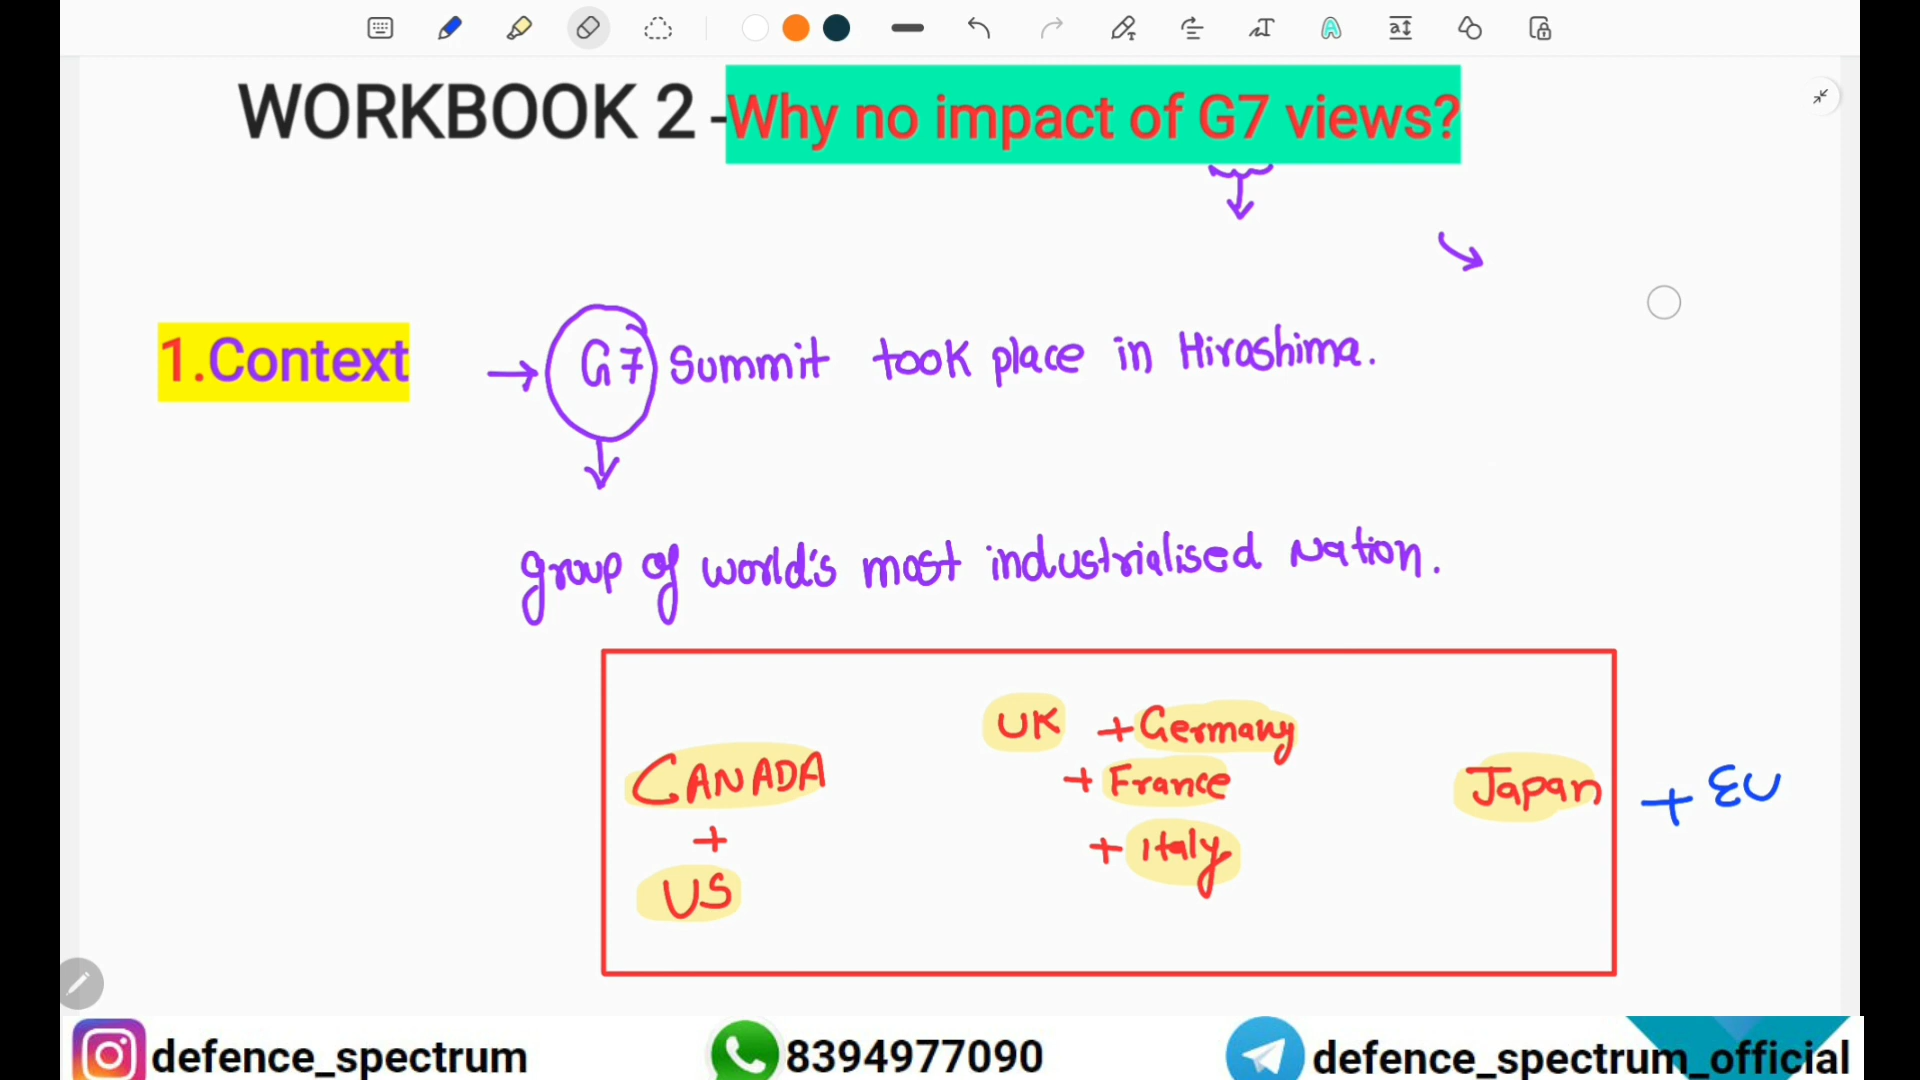 WORKBOOK 2 -Why no impact of G7 views?
1.Context → G7 Summit took place in Hiroshima.
group of world's most industrialised Nation.
UK + Germany
CANADA + France Japan + EU
+ + Italy
US
defence_spectrum 8394977090 defence_spectrum_official